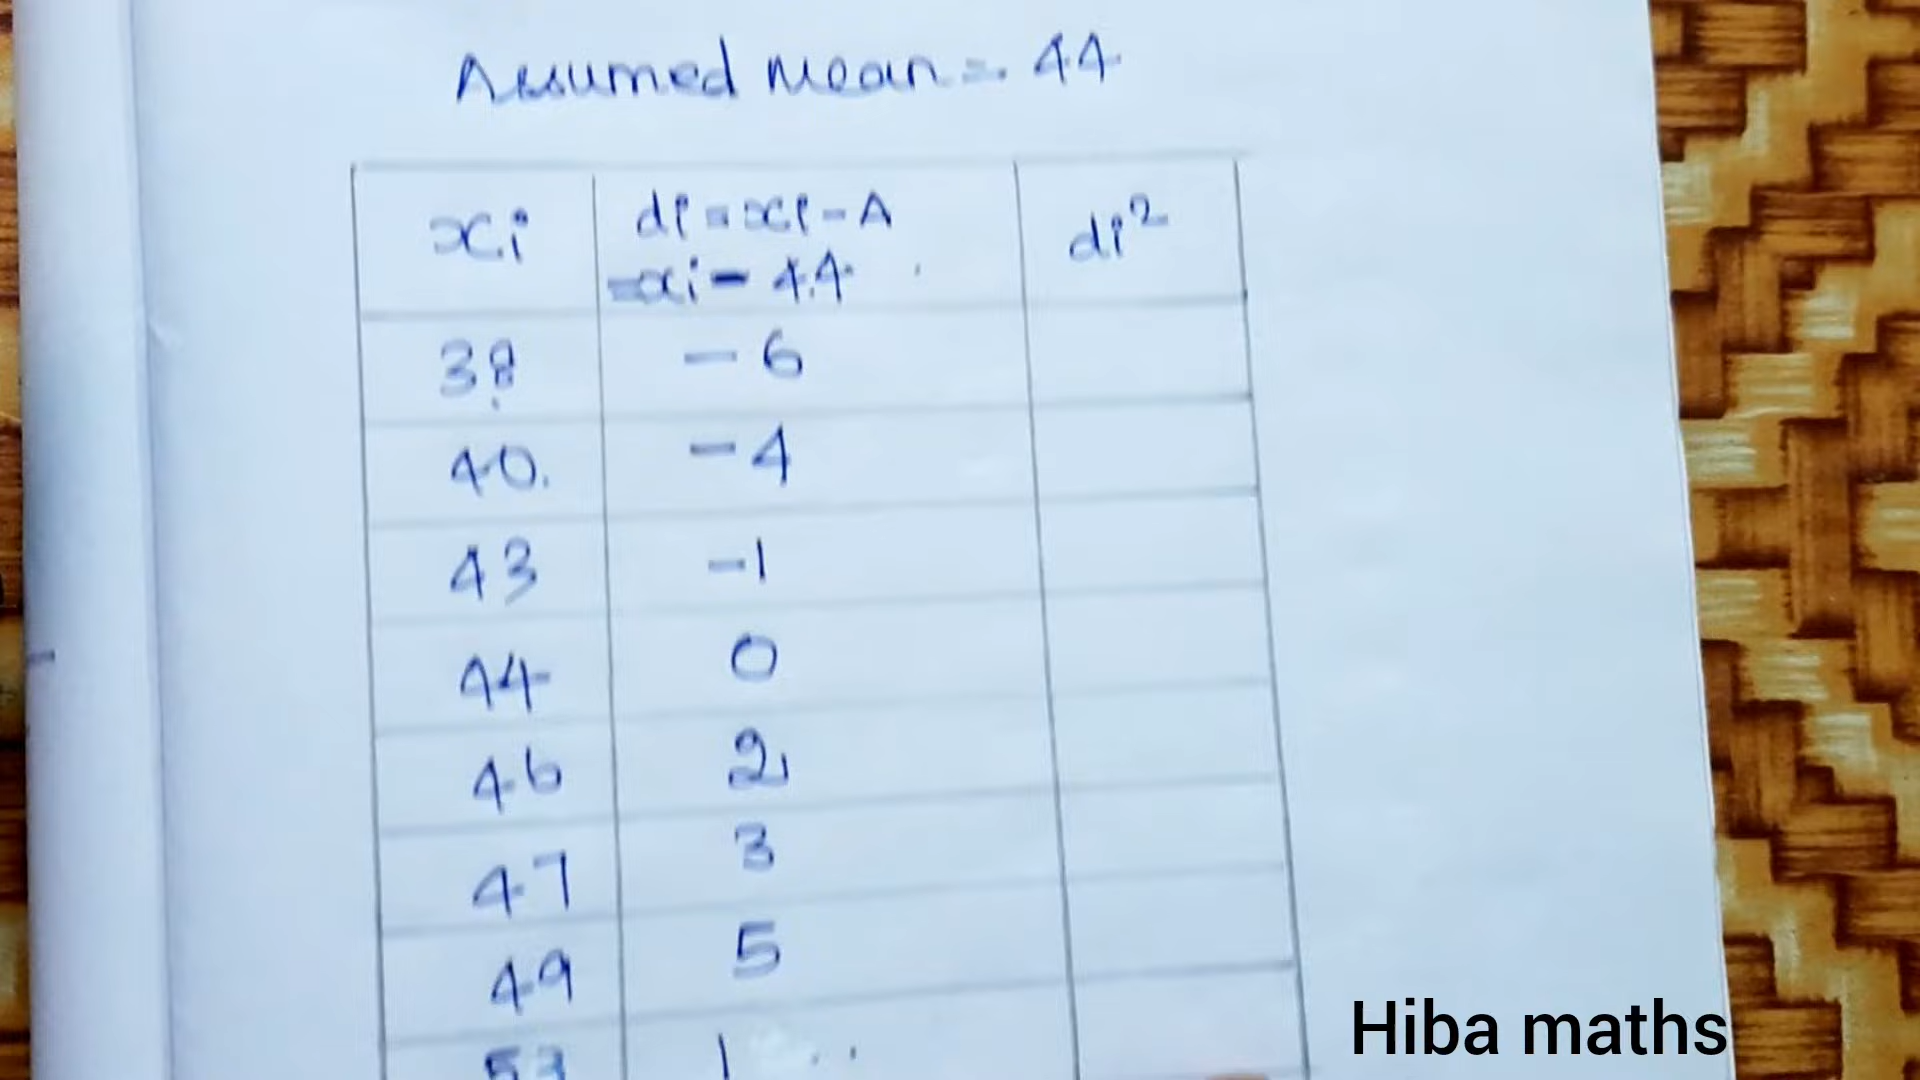 Assumed Mean = 44
xi
di = xi - A
= xi - 44
di²
38
- 6
40.
- 4
43
-1
44
0
46
2
47
3
49
5
53
Hiba maths